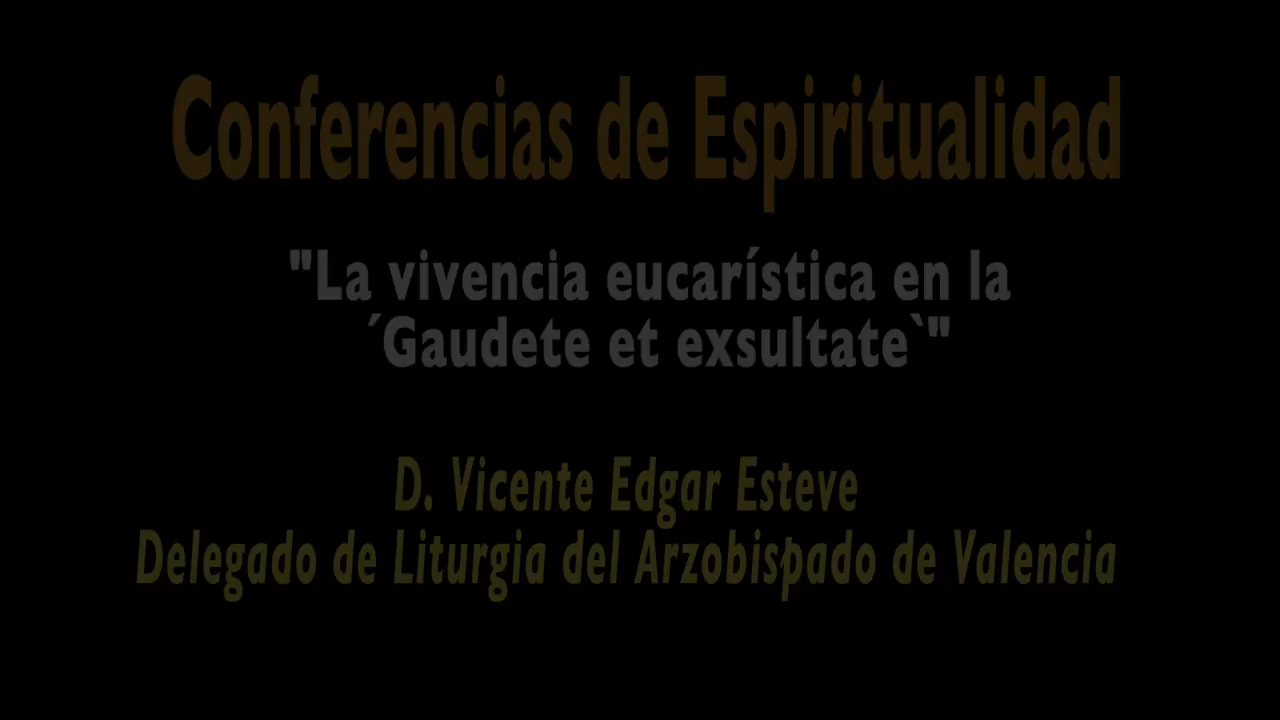 Conferencias de Espiritualidad
"La vivencia eucarística en la
´Gaudete et exsultate`"
D. Vicente Edgar Esteve
Delegado de Liturgia del Arzobispado de Valencia